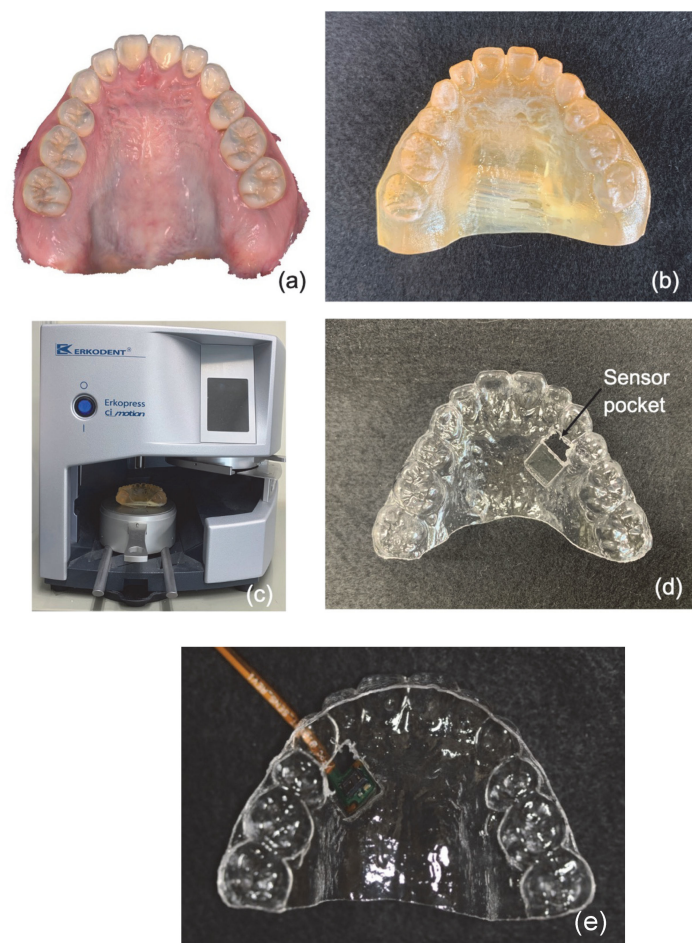 (a)
(b)
ERKODENT®
O
Erkopress
ci motion
I
(c)
Sensor
pocket
(d)
(e)